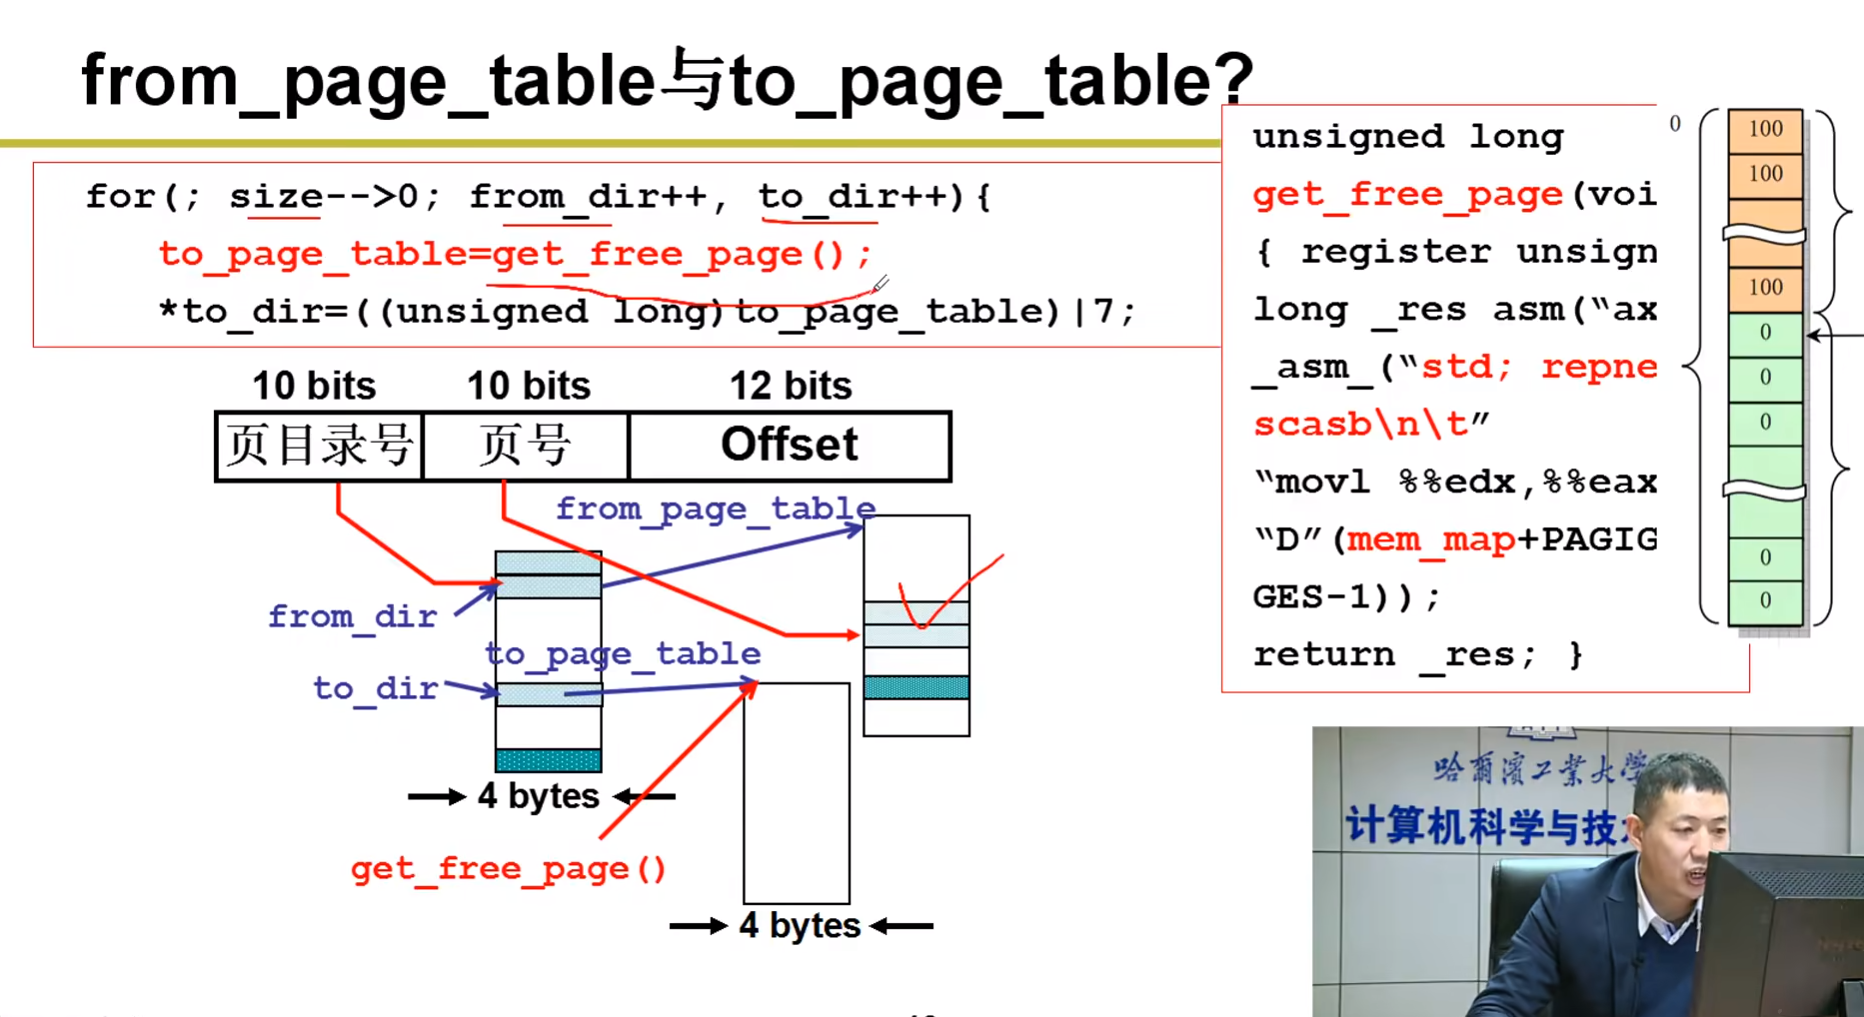 from_page_table与to_page_table?
for(; size-->0; from_dir++, to_dir++){
to_page_table=get_free_page();
*to_dir=((unsigned long)to_page_table)|7;
10 bits
10 bits
12 bits
页目录号
页号
Offset
from_page_table
from_dir
to_page_table
to_dir
4 bytes
get_free_page()
4 bytes
unsigned long
get_free_page(voi
{ register unsign
long _res asm(“ax
_asm_(“std; repne
scasb\n\t”
“movl %%edx,%%eax
“D”(mem_map+PAGIG
GES-1));
return _res; }
0
100
100
100
0
0
0
0
0
哈爾濱工業大學
计算机科学与技